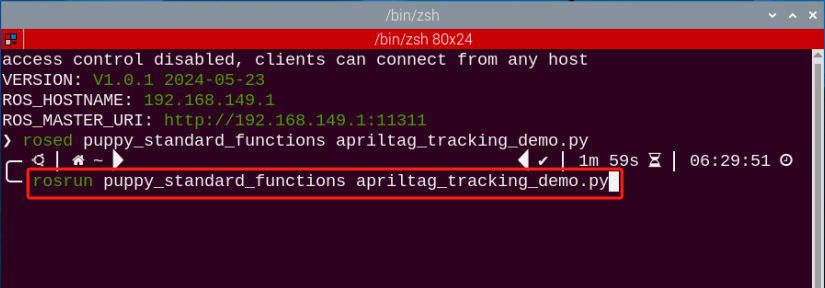 /bin/zsh
/bin/zsh 80x24
access control disabled, clients can connect from any host
VERSION: V1.0.1 2024-05-23
ROS_HOSTNAME: 192.168.149.1
ROS_MASTER_URI: http://192.168.149.1:11311
❯ rosed puppy_standard_functions apriltag_tracking_demo.py
~ ✔ 1m 59s 06:29:51
rosrun puppy_standard_functions apriltag_tracking_demo.py